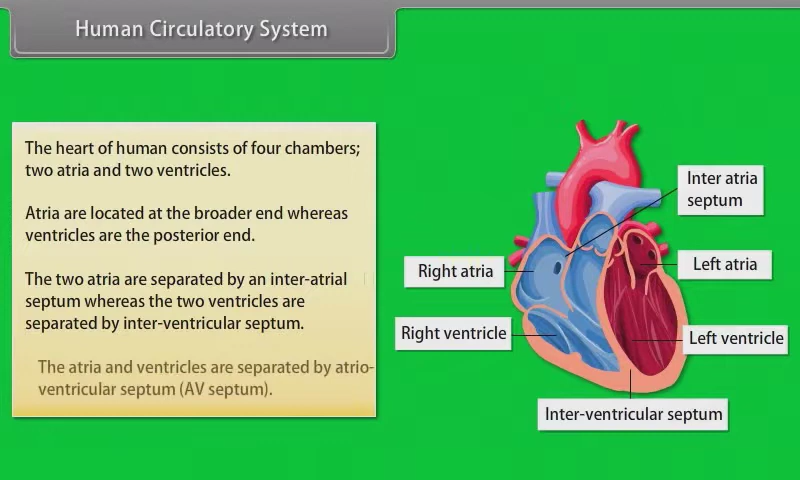 Human Circulatory System
The heart of human consists of four chambers;
two atria and two ventricles.
Atria are located at the broader end whereas
ventricles are the posterior end.
The two atria are separated by an inter-atrial
septum whereas the two ventricles are
separated by inter-ventricular septum.
The atria and ventricles are separated by atrio-
ventricular septum (AV septum).
Inter atria
septum
Right atria
Left atria
Right ventricle
Left ventricle
Inter-ventricular septum